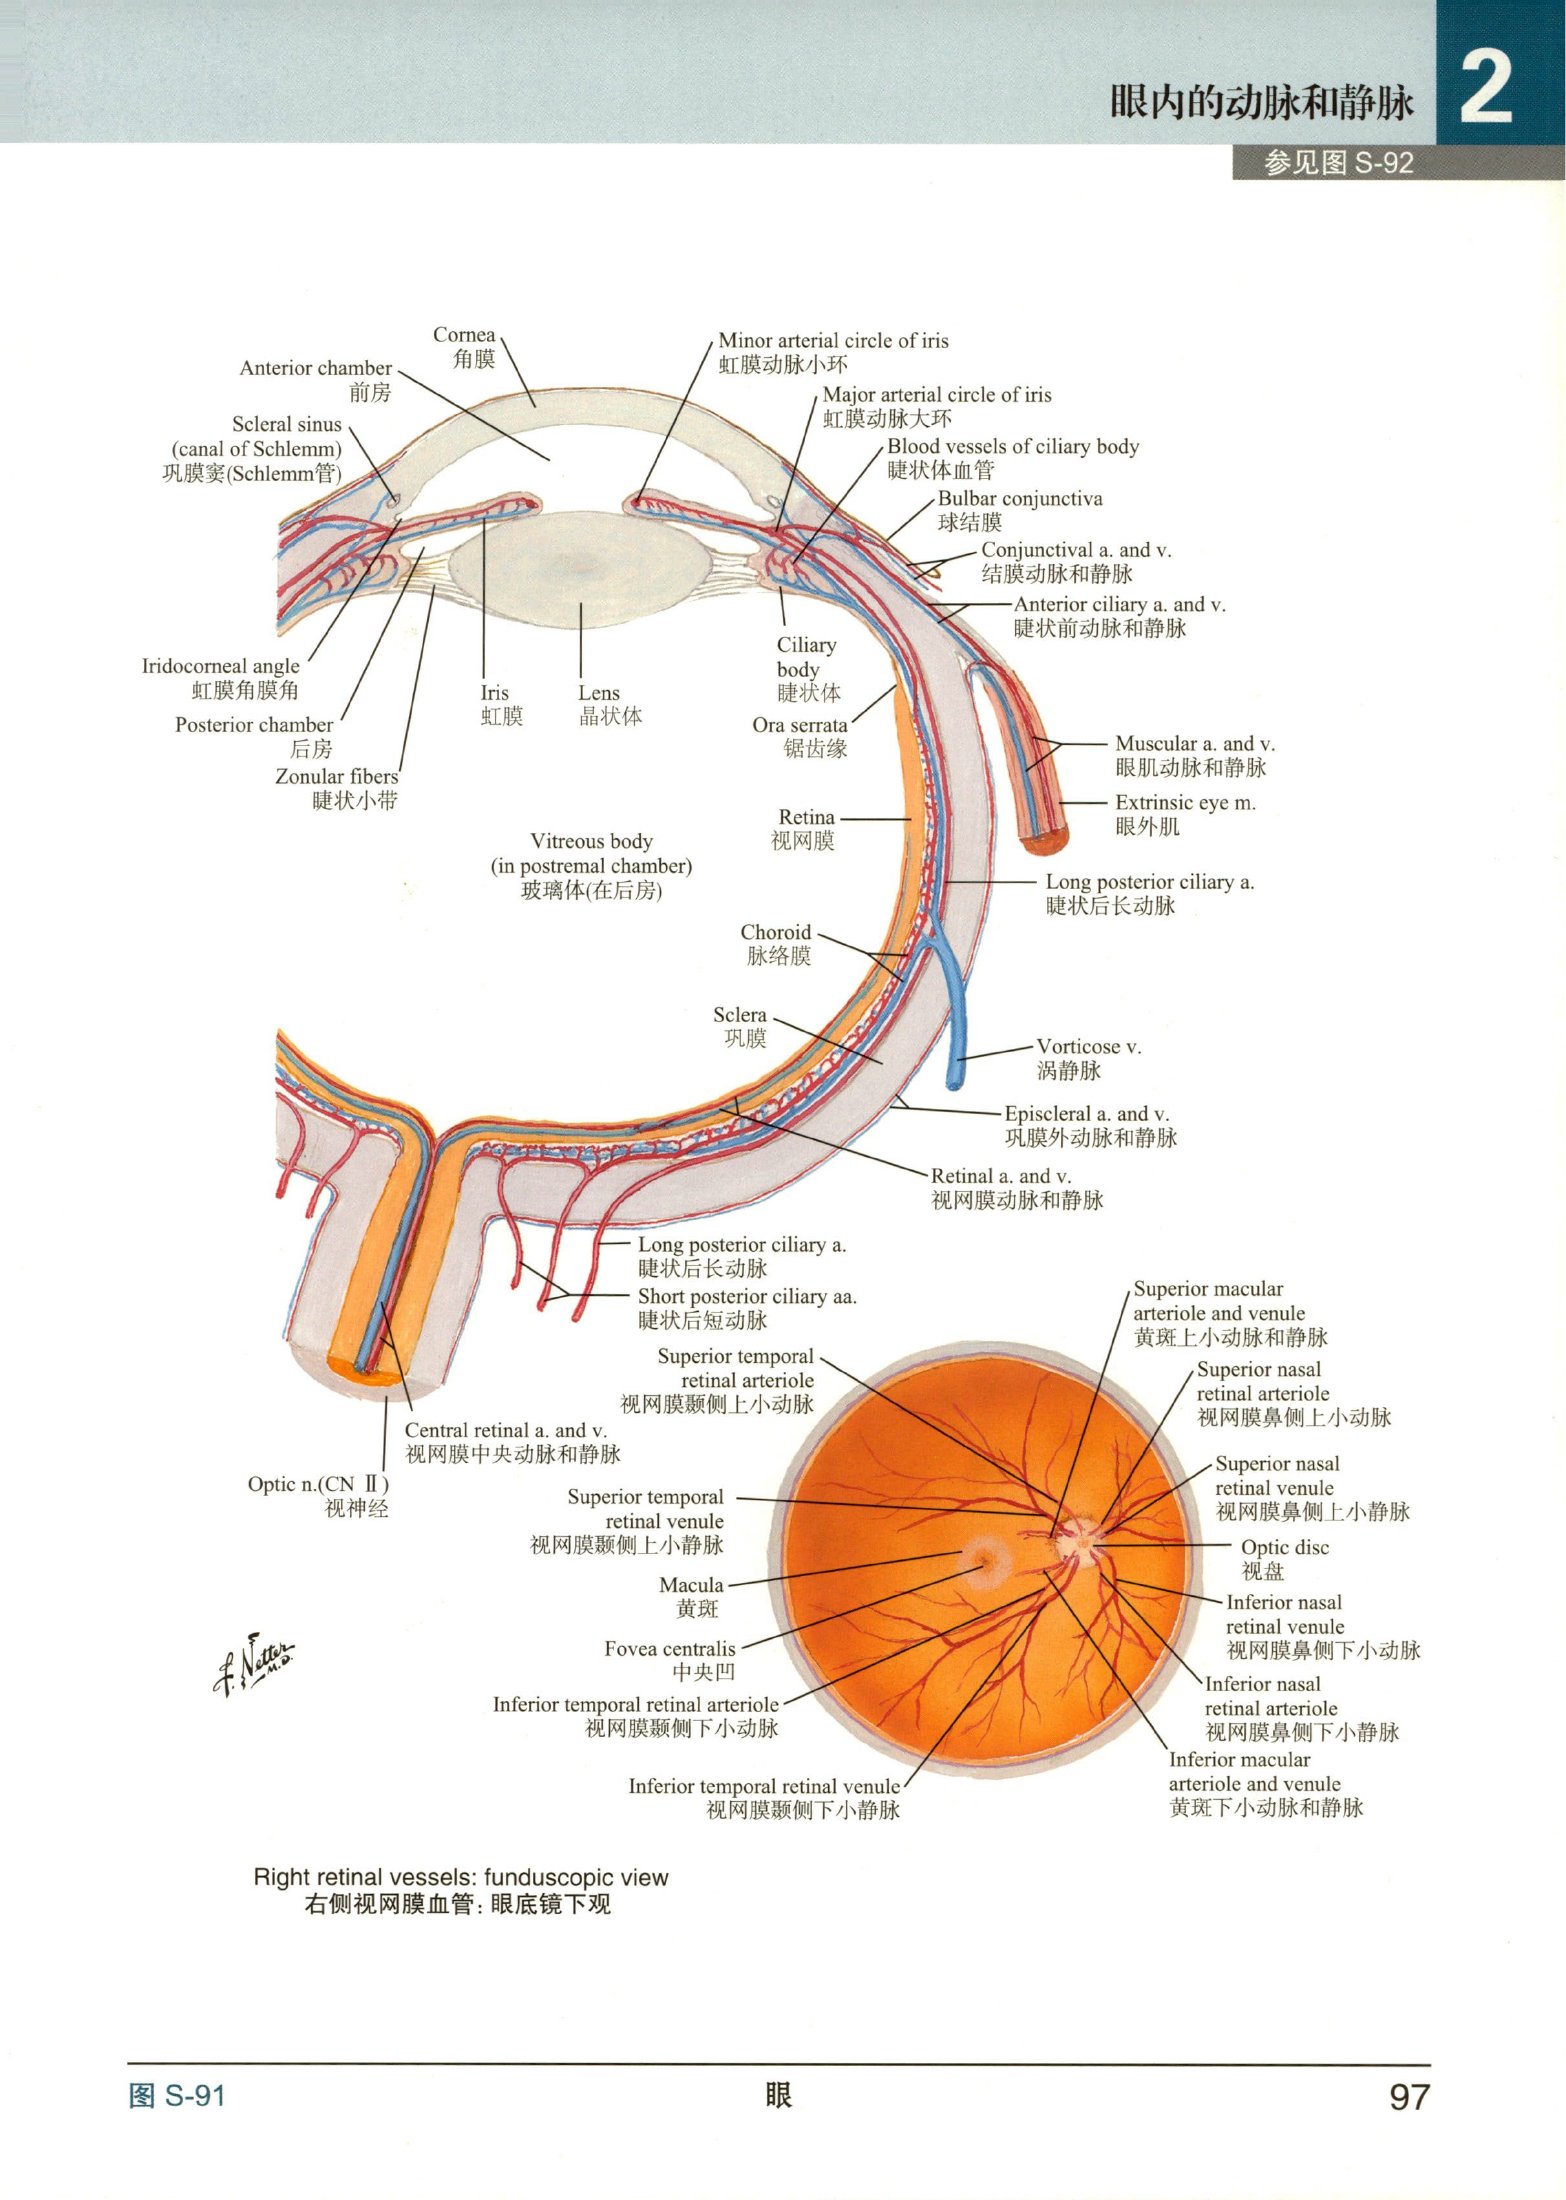 眼内的动脉和静脉
2
参见图 S-92
Cornea
角膜
Anterior chamber
前房
Scleral sinus
(canal of Schlemm)
巩膜窦(Schlemm管)
Minor arterial circle of iris
虹膜动脉小环
Major arterial circle of iris
虹膜动脉大环
Blood vessels of ciliary body
睫状体血管
Bulbar conjunctiva
球结膜
Conjunctival a. and v.
结膜动脉和静脉
Anterior ciliary a. and v.
睫状前动脉和静脉
Iridocorneal angle
虹膜角膜角
Posterior chamber
后房
Zonular fibers
睫状小带
Iris
虹膜
Lens
晶状体
Ciliary
body
睫状体
Ora serrata
锯齿缘
Muscular a. and v.
眼肌动脉和静脉
Extrinsic eye m.
眼外肌
Retina
视网膜
Vitreous body
(in postremal chamber)
玻璃体(在后房)
Long posterior ciliary a.
睫状后长动脉
Choroid
脉络膜
Sclera
巩膜
Vorticose v.
涡静脉
Episcleral a. and v.
巩膜外动脉和静脉
Retinal a. and v.
视网膜动脉和静脉
Long posterior ciliary a.
睫状后长动脉
Short posterior ciliary aa.
睫状后短动脉
Central retinal a. and v.
视网膜中央动脉和静脉
Optic n.(CN Ⅱ)
视神经
Superior temporal
retinal arteriole
视网膜颞侧上小动脉
Superior macular
arteriole and venule
黄斑上小动脉和静脉
Superior nasal
retinal arteriole
视网膜鼻侧上小动脉
Superior nasal
retinal venule
视网膜鼻侧上小静脉
Superior temporal
retinal venule
视网膜颞侧上小静脉
Optic disc
视盘
Macula
黄斑
Inferior nasal
retinal venule
视网膜鼻侧下小动脉
Fovea centralis
中央凹
Inferior nasal
retinal arteriole
视网膜鼻侧下小静脉
Inferior temporal retinal arteriole
视网膜颞侧下小动脉
Inferior macular
arteriole and venule
黄斑下小动脉和静脉
Inferior temporal retinal venule
视网膜颞侧下小静脉
F. Netter
M.D.
Right retinal vessels: funduscopic view
右侧视网膜血管: 眼底镜下观
图 S-91
眼
97